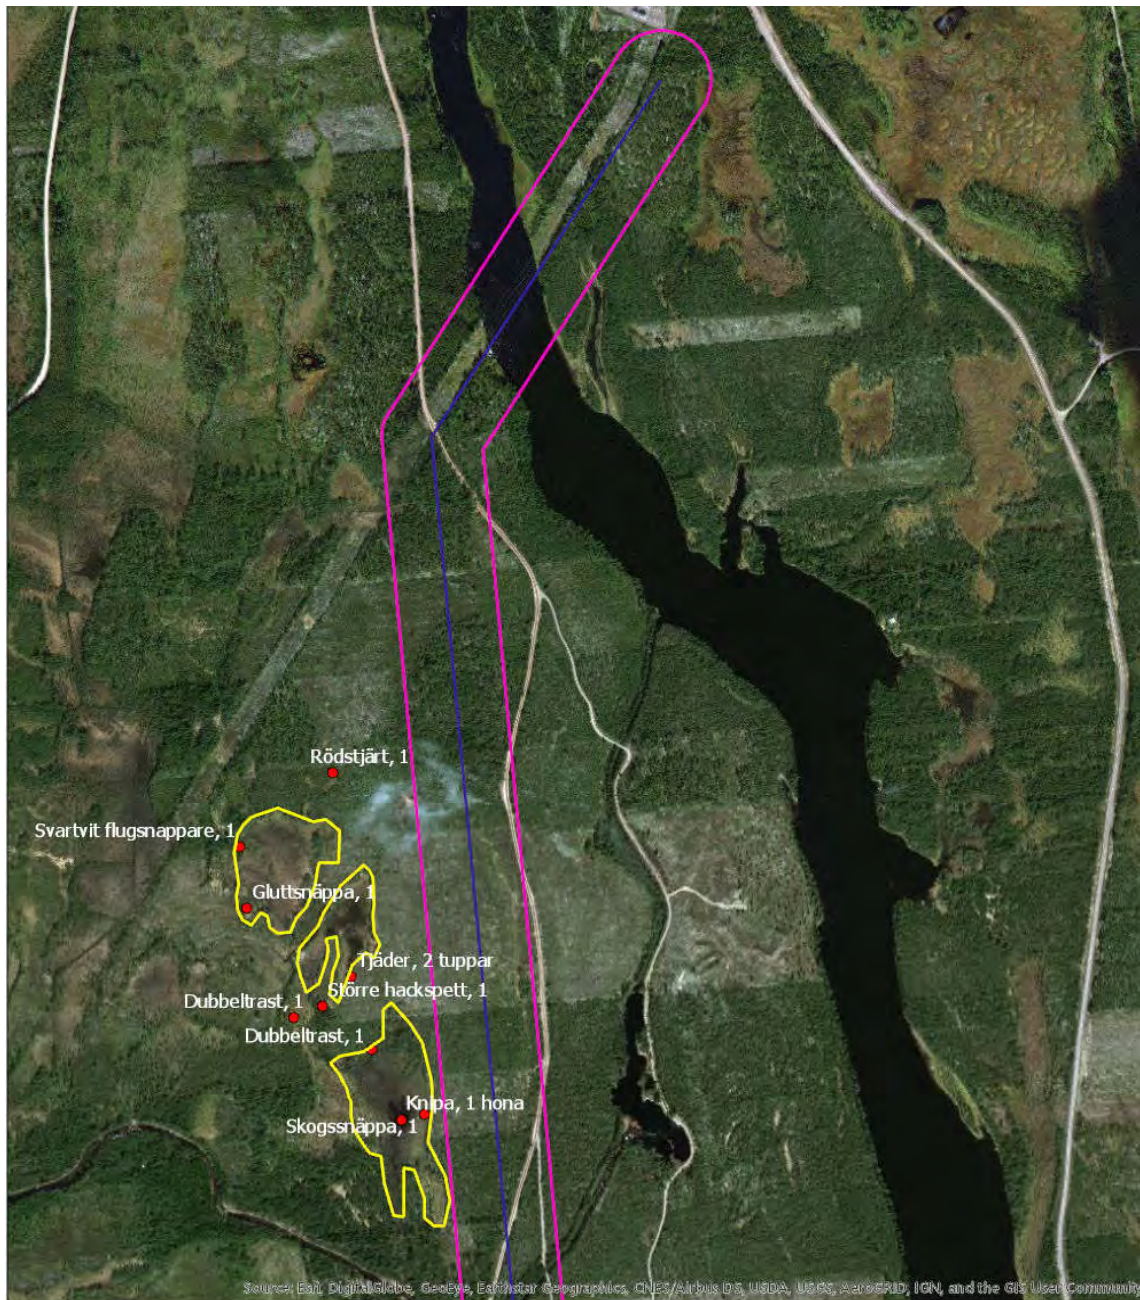 Rödstjärt, 1
Svartvit flugsnappare, 1
Gluttsnäppa, 1
Tjäder, 2 tuppar
Större hackspett, 1
Dubbeltrast, 1
Dubbeltrast, 1
Knipa, 1 hona
Skogssnäppa, 1
Source: Esri, DigitalGlobe, GeoEye, Earthstar Geographics, CNES/Airbus DS, USDA, USGS, AeroGRID, IGN, and the GIS User Community